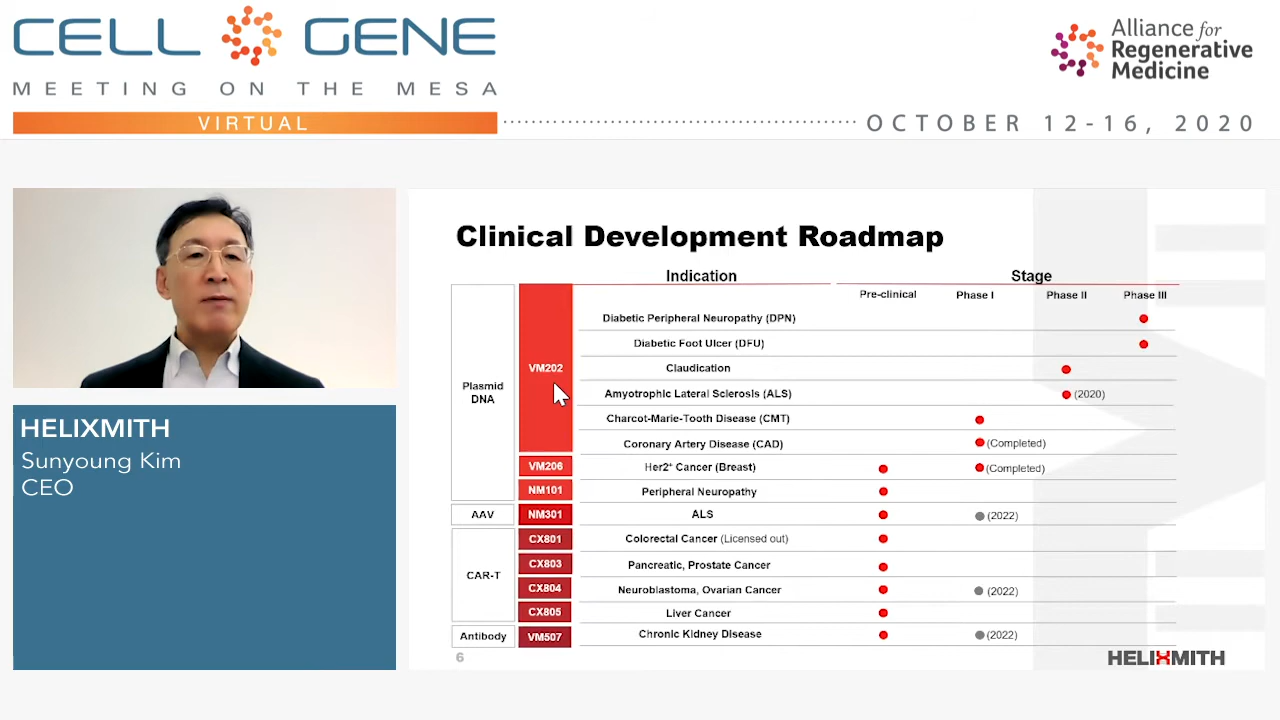 CELL GENE
MEETING ON THE MESA
VIRTUAL
Alliance for
Regenerative
Medicine
OCTOBER 12-16, 2020
HELIXMITH
Sunyoung Kim
CEO
Clinical Development Roadmap
Indication Stage
Pre-clinical Phase I Phase II Phase III
Plasmid
DNA
VM202
Diabetic Peripheral Neuropathy (DPN)
Diabetic Foot Ulcer (DFU)
Claudication
Amyotrophic Lateral Sclerosis (ALS) (2020)
Charcot-Marie-Tooth Disease (CMT)
Coronary Artery Disease (CAD) (Completed)
VM206 Her2+ Cancer (Breast) (Completed)
NM101 Peripheral Neuropathy
AAV NM301 ALS (2022)
CAR-T
CX801 Colorectal Cancer (Licensed out)
CX803 Pancreatic, Prostate Cancer
CX804 Neuroblastoma, Ovarian Cancer (2022)
CX805 Liver Cancer
Antibody VM507 Chronic Kidney Disease (2022)
6
HELIXMITH